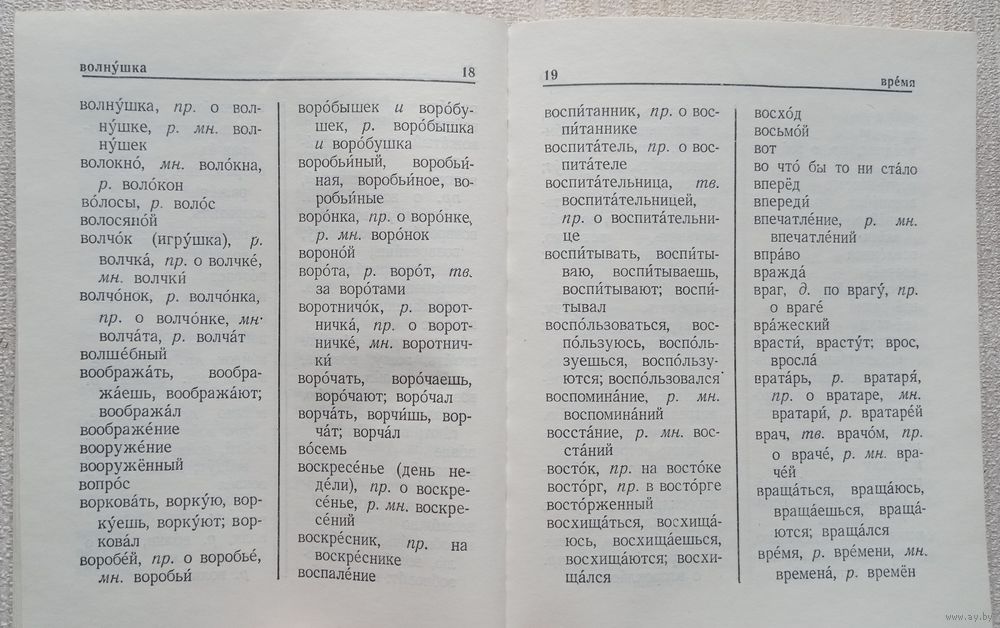 волну́шка 18
волну́шка, пр. о вол-
ну́шке, р. мн. вол-
ну́шек
волокно́, мн. воло́кна,
р. воло́кон
во́лосы, р. воло́с
волосяно́й
волчо́к (игру́шка), р.
волчка́, пр. о волчке́,
мн. волчки́
волчо́нок, р. волчо́нка,
пр. о волчо́нке, мн.
волча́та, р. волча́т
волше́бный
вообража́ть, вообра-
жа́ешь, вообража́ют;
вообража́л
воображе́ние
вооруже́ние
вооружённый
вопро́с
воркова́ть, ворку́ю, вор-
ку́ешь, ворку́ют; вор-
кова́л
воробе́й, пр. о воробье́,
мн. воробьи́
воро́бышек и воро́бу-
шек, р. воро́бышка
и воро́бушка
воробьи́ный, воробьи́-
ная, воробьи́ное, во-
робьи́ные
воро́нка, пр. о воро́нке,
р. мн. воро́нок
вороно́й
воро́та, р. воро́т, тв.
за воро́тами
воротничо́к, р. ворот-
ничка́, пр. о ворот-
ничке́, мн. воротнич-
ки́
воро́чать, воро́чаешь,
воро́чают; воро́чал
ворча́ть, ворчи́шь, вор-
ча́т; ворча́л
во́семь
воскресе́нье (день не-
де́ли), пр. о воскре-
се́нье, р. мн. воскре-
се́ний
воскре́сник, пр. на
воскре́снике
воспале́ние
19 вре́мя
воспи́танник, пр. о вос-
пи́таннике
воспита́тель, пр. о вос-
пита́теле
воспита́тельница, тв.
воспита́тельницей,
пр. о воспита́тельни-
це
воспи́тывать, воспи́ты-
ваю, воспи́тываешь,
воспи́тывают; воспи́-
тывал
воспо́льзоваться, вос-
по́льзуюсь, воспо́ль-
зуешься, воспо́льзу-
ются; воспо́льзовался
воспомина́ние, р. мн.
воспомина́ний
восста́ние, р. мн. вос-
ста́ний
восто́к, пр. на восто́ке
восто́рг, пр. в восто́рге
восто́рженный
восхища́ться, восхища́-
юсь, восхища́ешься,
восхища́ются; восхи-
ща́лся
восхо́д
восьмо́й
вот
во что́ бы то ни ста́ло
вперёд
впереди́
впечатле́ние, р. мн.
впечатле́ний
впра́во
вражда́
враг, д. по врагу́, пр.
о враге́
вра́жеский
врасти́, врасту́т; врос,
вросла́
врата́рь, р. вратаря́,
пр. о вратаре, мн.
вратари́, р. вратаре́й
врач, тв. врачо́м, пр.
о враче́, р. мн. вра-
че́й
враща́ться, враща́юсь,
враща́ешься, враща́-
ются; враща́лся
вре́мя, р. вре́мени, мн.
времена́, р. времён
www.ay.by